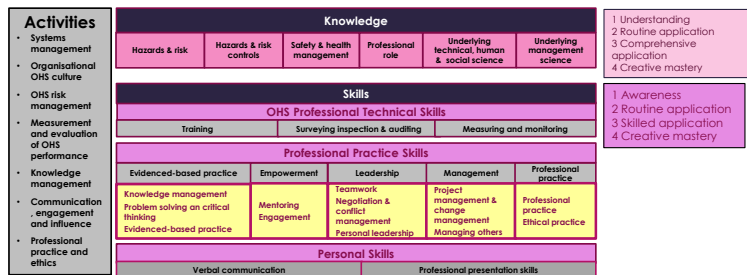 Activities
• Systems
management
• Organisational
OHS culture
• OHS risk
management
• Measurement
and evaluation
of OHS
performance
• Knowledge
management
• Communication
, engagement
and influence
• Professional
practice and
ethics
Knowledge
Hazards & risk
Hazards & risk
controls
Safety & health
management
Professional
role
Underlying
technical, human
& social science
Underlying
management
science
Skills
OHS Professional Technical Skills
Training
Surveying inspection & auditing
Measuring and monitoring
Professional Practice Skills
Evidenced-based practice
Empowerment
Leadership
Management
Professional
practice
Knowledge management
Problem solving an critical
thinking
Evidenced-based practice
Mentoring
Engagement
Teamwork
Negotiation &
conflict
management
Personal leadership
Project
management &
change
management
Managing others
Professional
practice
Ethical practice
Personal Skills
Verbal communication
Professional presentation skills
1 Understanding
2 Routine application
3 Comprehensive
application
4 Creative mastery
1 Awareness
2 Routine application
3 Skilled application
4 Creative mastery